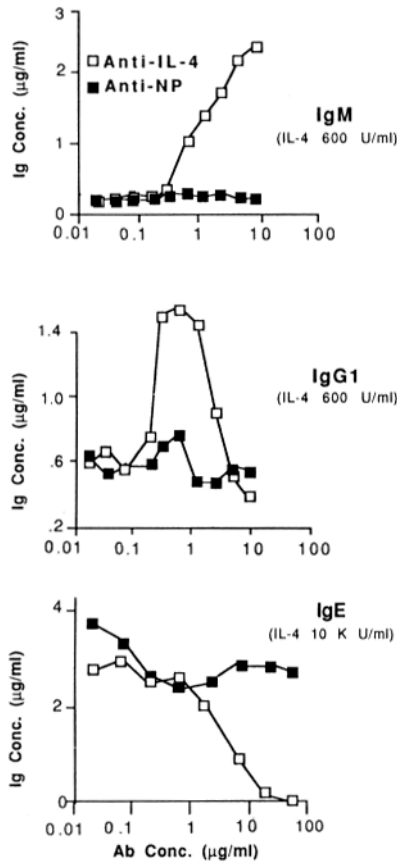 3
2
1
0
Ig Conc. (µg/ml)
Anti-IL-4
Anti-NP
IgM
(IL-4 600 U/ml)
0.01 0.1 1 10 100
1.4
1.0
.6
.2
Ig Conc. (µg/ml)
IgG1
(IL-4 600 U/ml)
0.01 0.1 1 10 100
4
2
0
Ig Conc. (µg/ml)
IgE
(IL-4 10 K U/ml)
0.01 0.1 1 10 100
Ab Conc. (µg/ml)